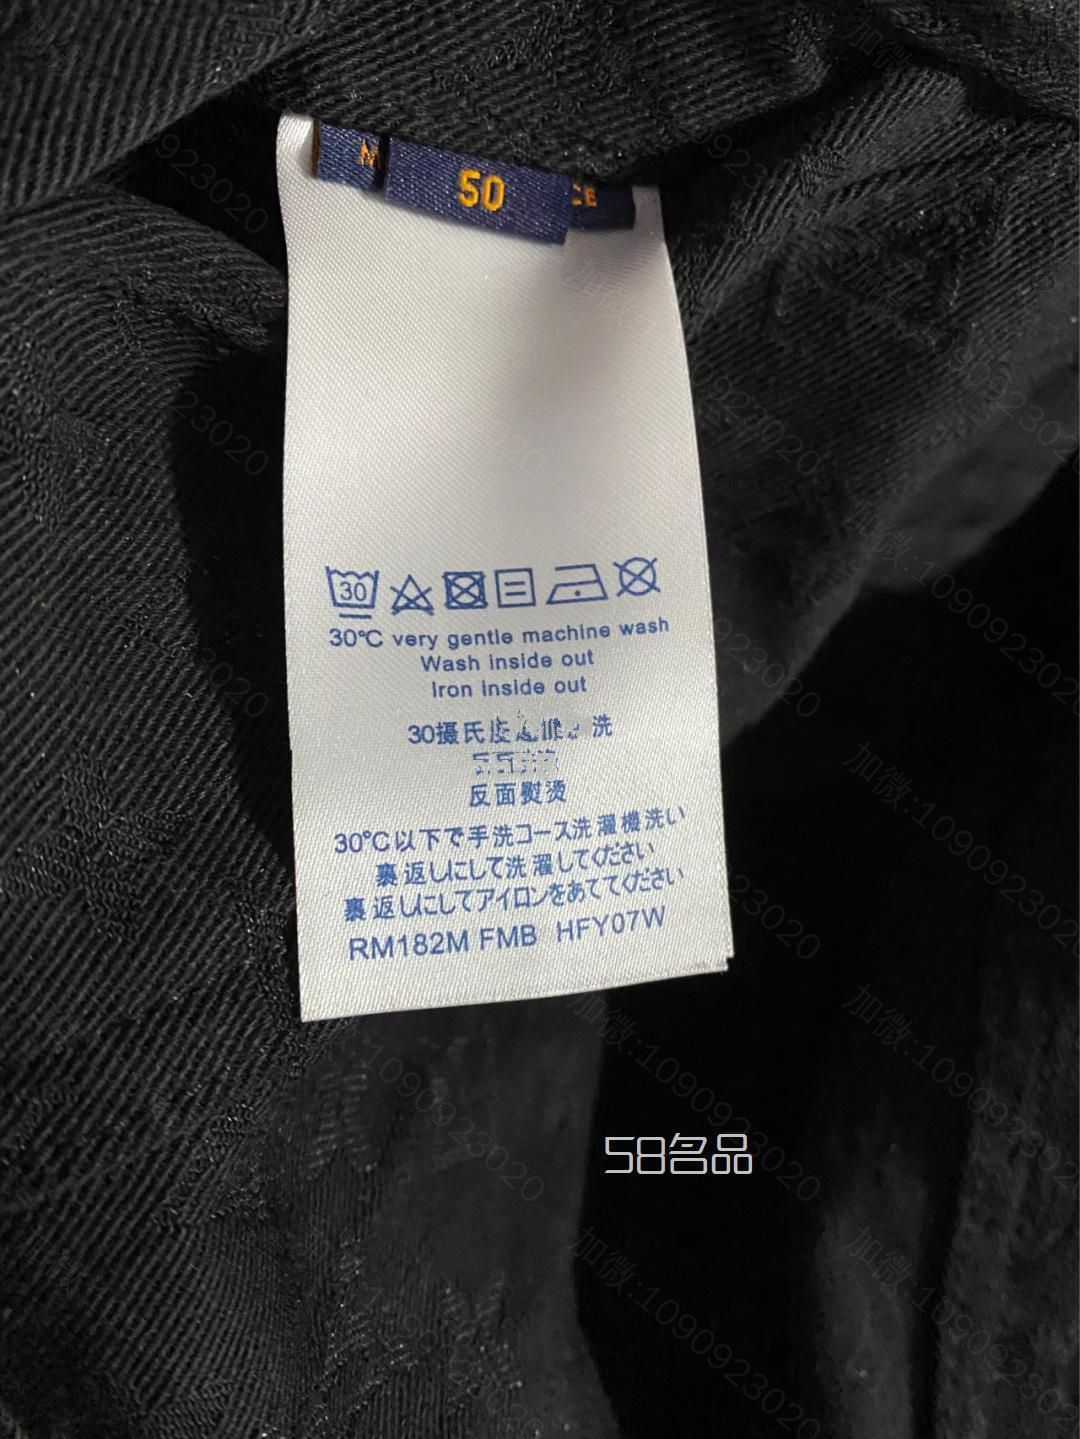 M
50
CE
30
30℃ very gentle machine wash
Wash inside out
Iron inside out
30摄氏度 洗
反面熨烫
30℃以下で手洗コース洗濯機洗い
裏返しにして洗濯してください
裏返しにしてアイロンをあててください
RM182M FMB HFY07W
58名品
加微:1090923020